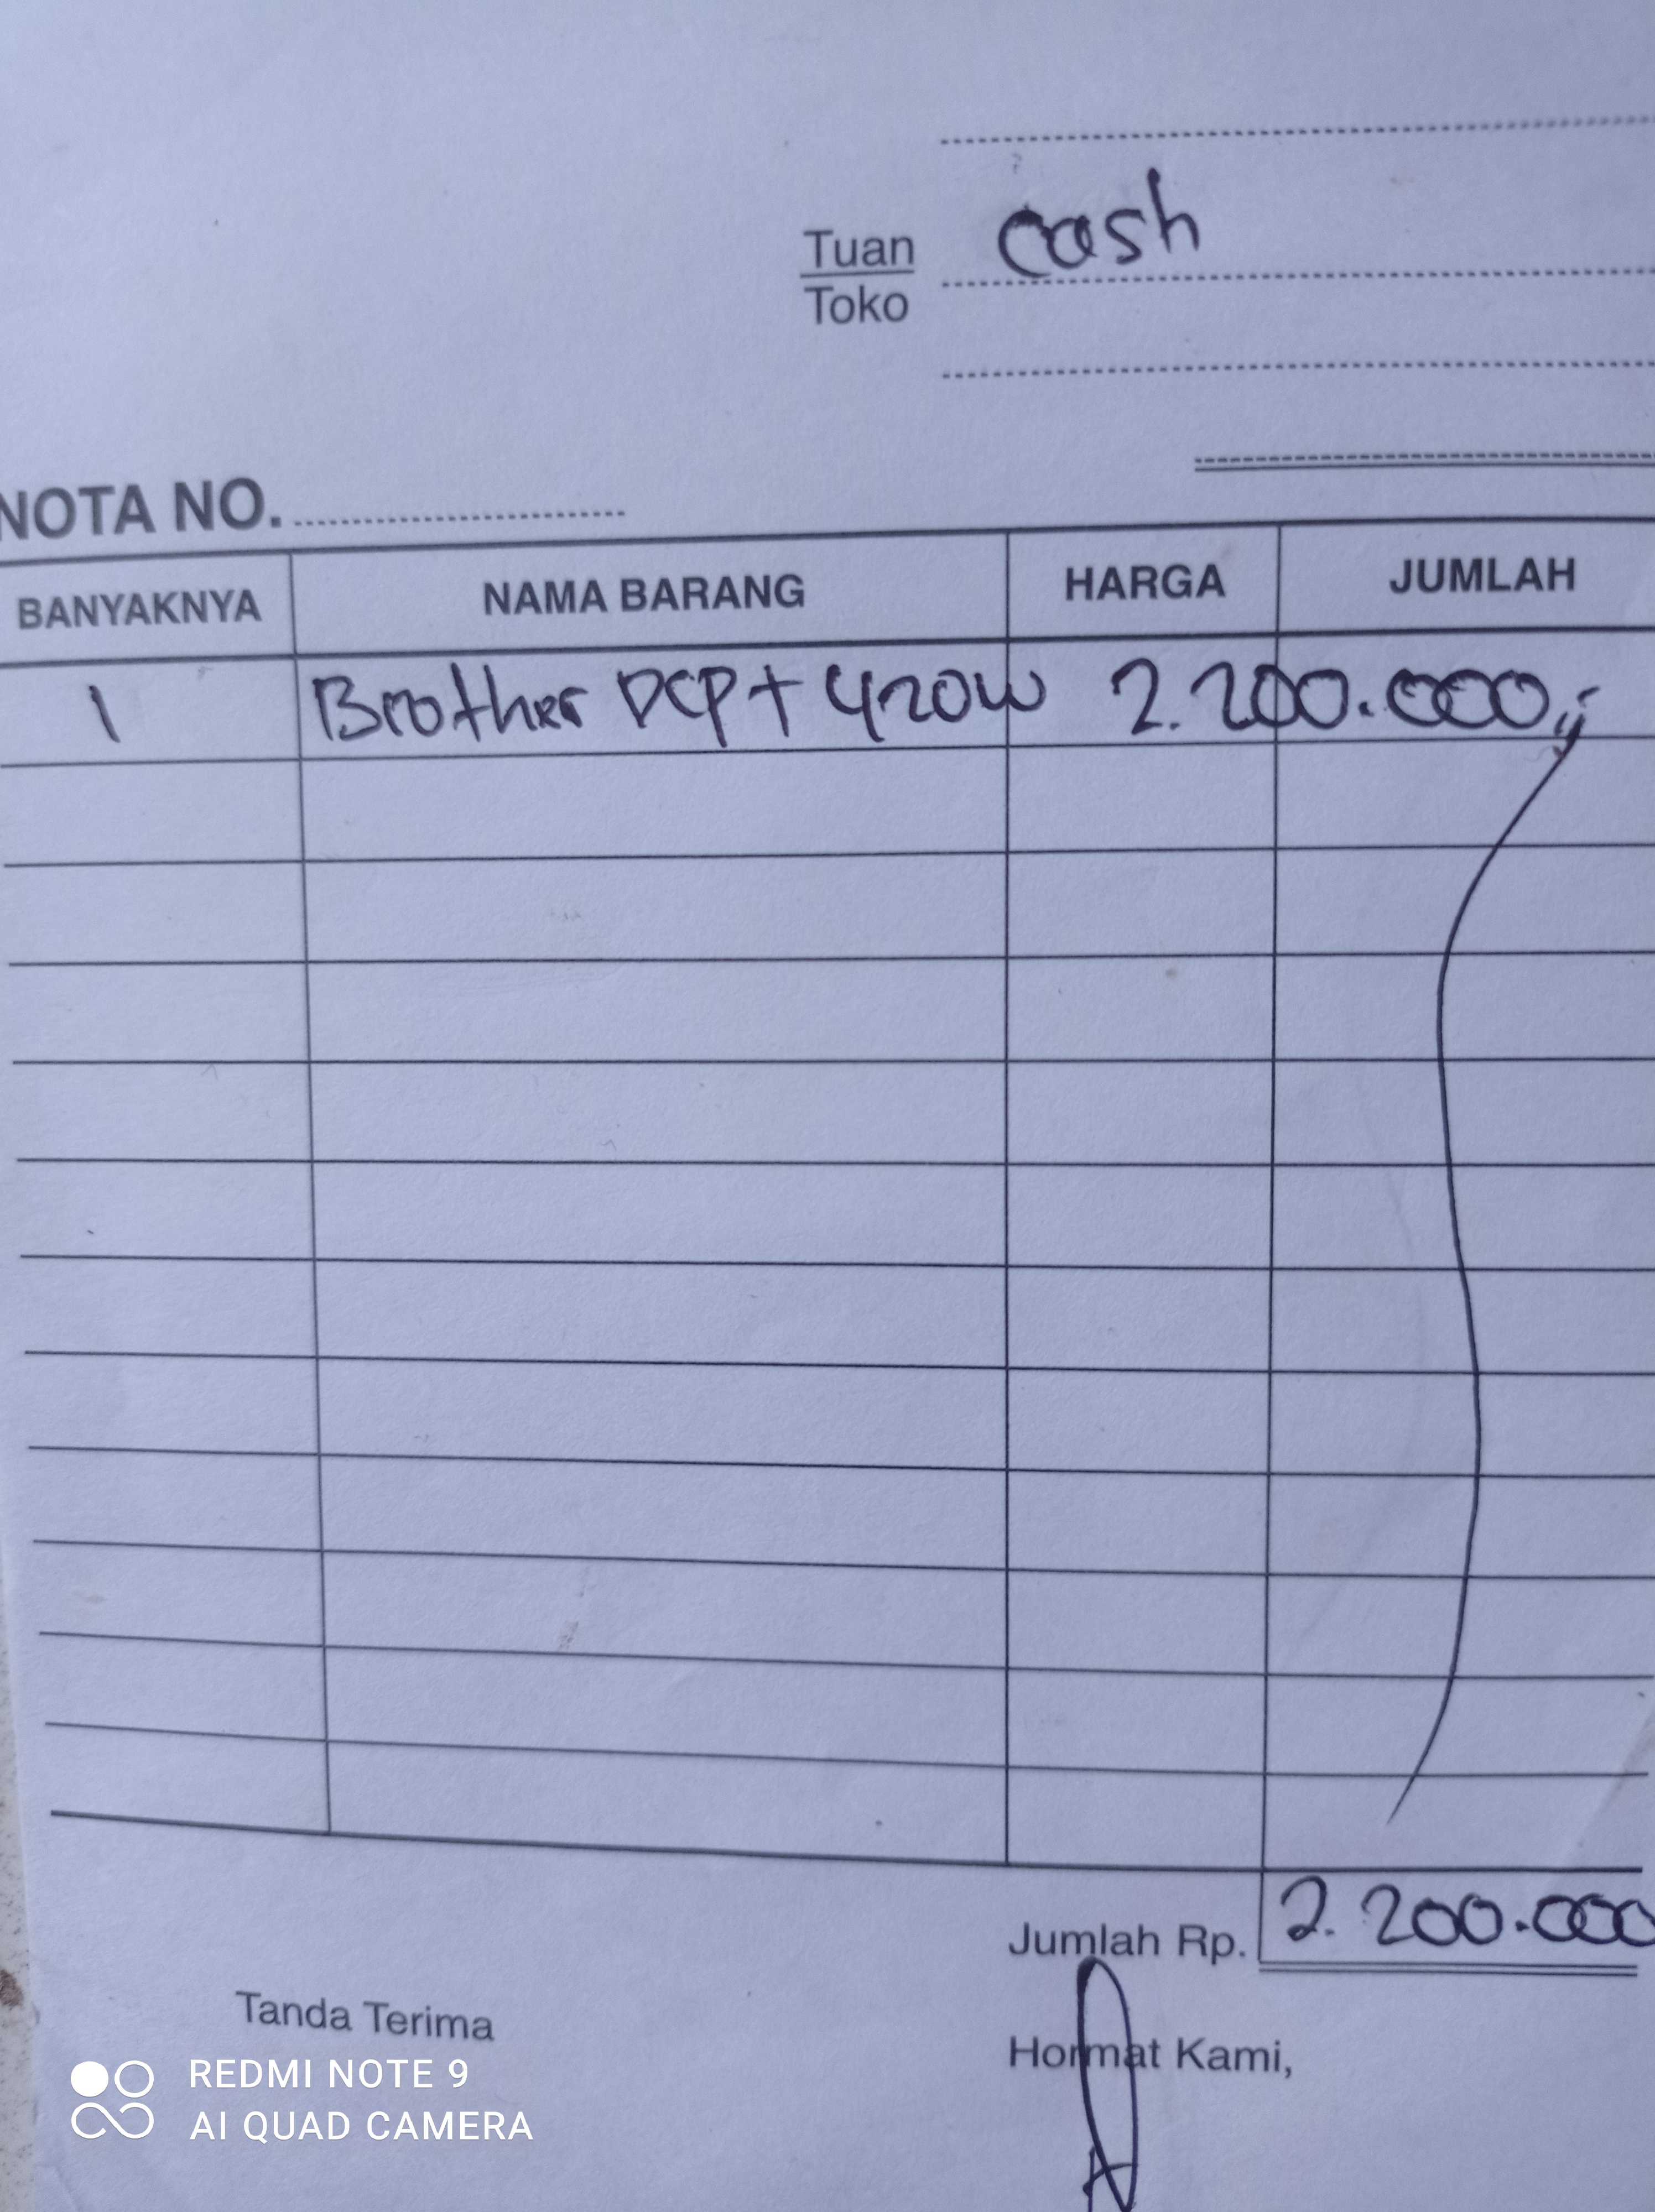 Cash
Tuan
Toko
NOTA NO.
BANYAKNYA NAMA BARANG HARGA JUMLAH
1 Brother DCP T 420W 2.200.000,-
Jumlah Rp. 2.200.000
Tanda Terima
Hormat Kami,
REDMI NOTE 9
AI QUAD CAMERA